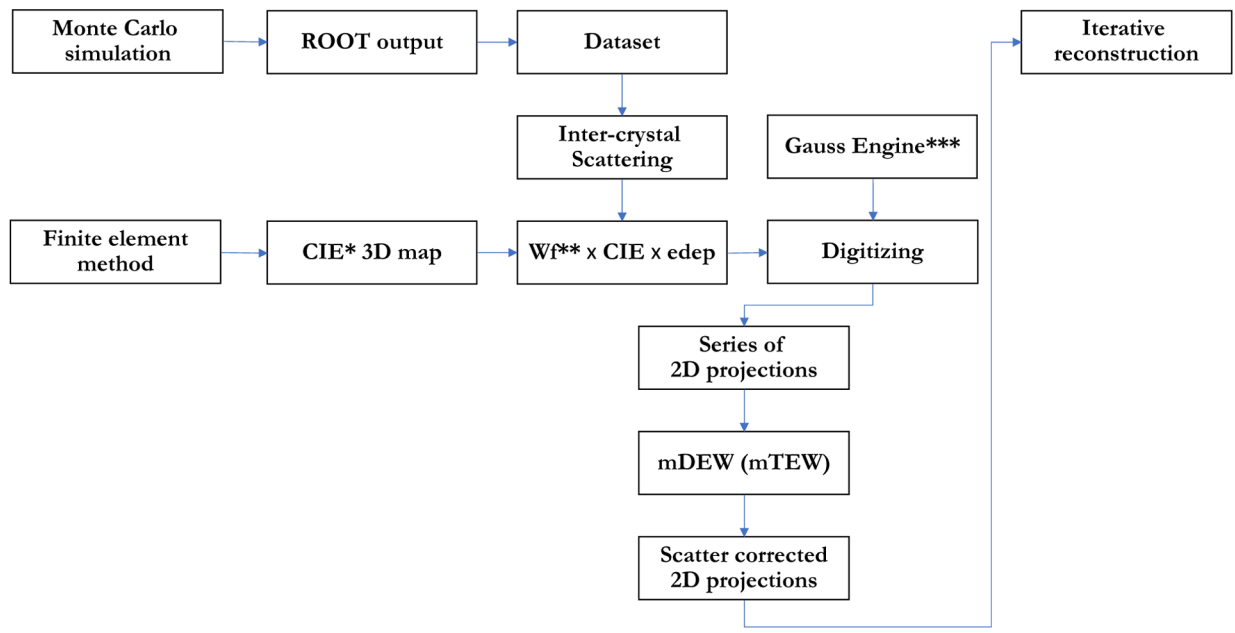 Monte Carlo
simulation
ROOT output
Dataset
Iterative
reconstruction
Inter-crystal
Scattering
Gauss Engine***
Finite element
method
CIE* 3D map
Wf** x CIE x edep
Digitizing
Series of
2D projections
mDEW (mTEW)
Scatter corrected
2D projections